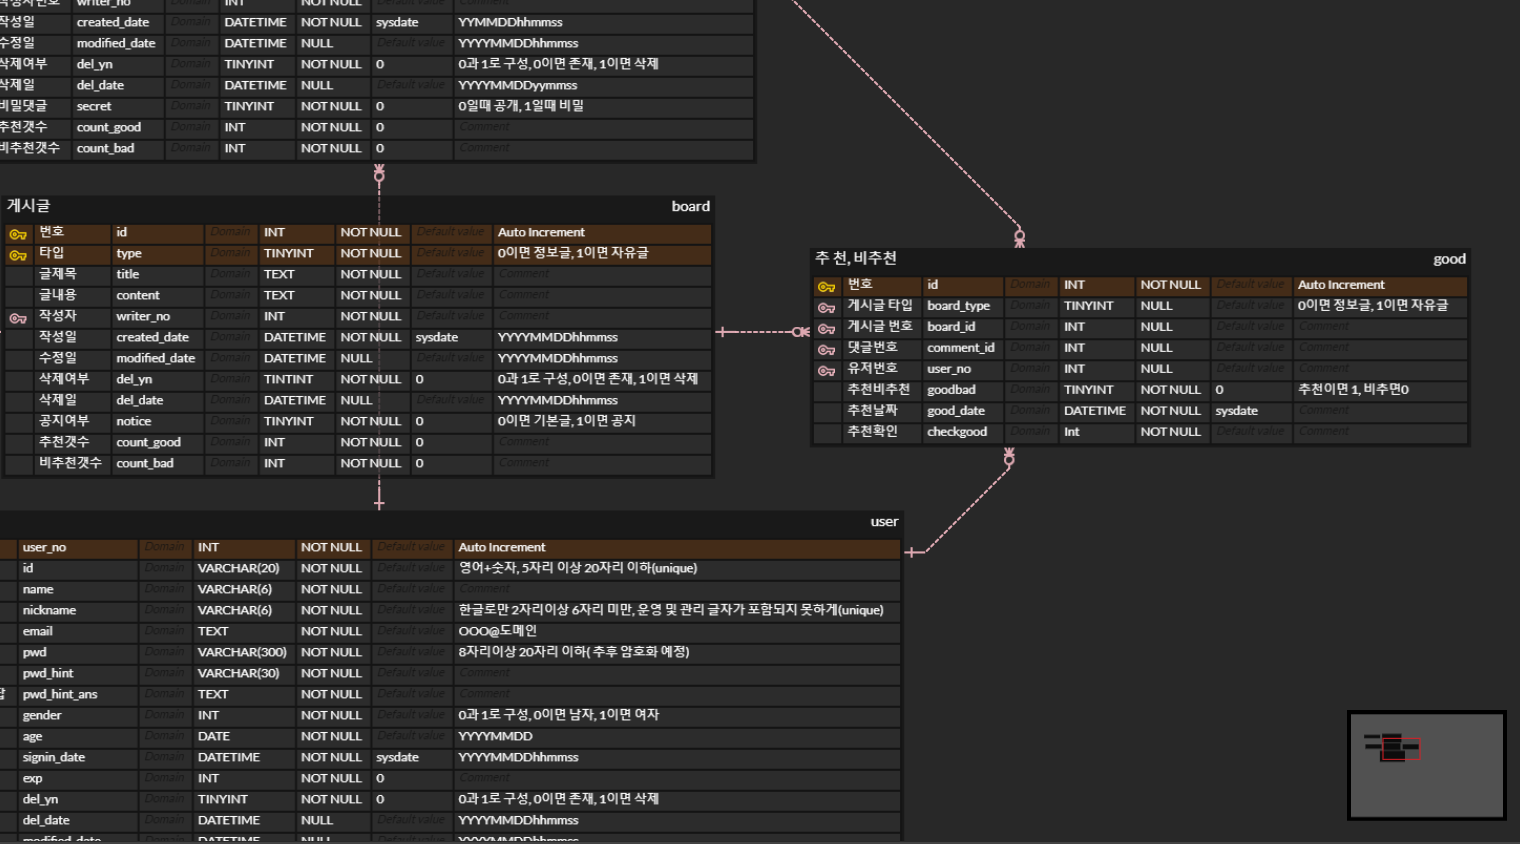 writer_no Domain INT NOT NULL Comment
작성일 created_date Domain DATETIME NOT NULL sysdate YYMMDDhhmmss
수정일 modified_date Domain DATETIME NULL Default value YYYYMMDDhhmmss
삭제여부 del_yn Domain TINYINT NOT NULL 0 0과 1로 구성, 0이면 존재, 1이면 삭제
삭제일 del_date Domain DATETIME NULL Default value YYYYMMDDyymmss
비밀댓글 secret Domain TINYINT NOT NULL 0 0일때 공개, 1일때 비밀
추천갯수 count_good Domain INT NOT NULL 0 Comment
비추천갯수 count_bad Domain INT NOT NULL 0 Comment
게시글 board
번호 id Domain INT NOT NULL Default value Auto Increment
타입 type Domain TINYINT NOT NULL Default value 0이면 정보글, 1이면 자유글
글제목 title Domain TEXT NOT NULL Default value Comment
글내용 content Domain TEXT NOT NULL Default value Comment
작성자 writer_no Domain INT NOT NULL Default value Comment
작성일 created_date Domain DATETIME NOT NULL sysdate YYYYMMDDhhmmss
수정일 modified_date Domain DATETIME NULL Default value YYYYMMDDhhmmss
삭제여부 del_yn Domain TINTINT NOT NULL 0 0과 1로 구성, 0이면 존재, 1이면 삭제
삭제일 del_date Domain DATETIME NULL Default value YYYYMMDDhhmmss
공지여부 notice Domain TINYINT NOT NULL 0 0이면 기본글, 1이면 공지
추천갯수 count_good Domain INT NOT NULL 0 Comment
비추천갯수 count_bad Domain INT NOT NULL 0 Comment
추 천, 비추천 good
번호 id Domain INT NOT NULL Default value Auto Increment
게시글 타입 board_type Domain TINYINT NULL Default value 0이면 정보글, 1이면 자유글
게시글 번호 board_id Domain INT NULL Default value Comment
댓글번호 comment_id Domain INT NULL Default value Comment
유저번호 user_no Domain INT NULL Default value Comment
추천비추천 goodbad Domain TINYINT NOT NULL 0 추천이면 1, 비추면0
추천날짜 good_date Domain DATETIME NOT NULL sysdate Comment
추천확인 checkgood Domain Int NOT NULL Default value Comment
user
user_no Domain INT NOT NULL Default value Auto Increment
id Domain VARCHAR(20) NOT NULL Default value 영어+숫자, 5자리 이상 20자리 이하(unique)
name Domain VARCHAR(6) NOT NULL Default value Comment
nickname Domain VARCHAR(6) NOT NULL Default value 한글로만 2자리이상 6자리 미만, 운영 및 관리 글자가 포함되지 못하게(unique)
email Domain TEXT NOT NULL Default value OOO@도메인
pwd Domain VARCHAR(300) NOT NULL Default value 8자리이상 20자리 이하( 추후 암호화 예정)
pwd_hint Domain VARCHAR(30) NOT NULL Default value Comment
답 pwd_hint_ans Domain TEXT NOT NULL Default value Comment
gender Domain INT NOT NULL Default value 0과 1로 구성, 0이면 남자, 1이면 여자
age Domain DATE NOT NULL Default value YYYYMMDD
signin_date Domain DATETIME NOT NULL sysdate YYYYMMDDhhmmss
exp Domain INT NOT NULL 0 Comment
del_yn Domain TINYINT NOT NULL 0 0과 1로 구성, 0이면 존재, 1이면 삭제
del_date Domain DATETIME NULL Default value YYYYMMDDhhmmss
modified_date Domain DATETIME NULL Default value YYYYMMDDhhmmss